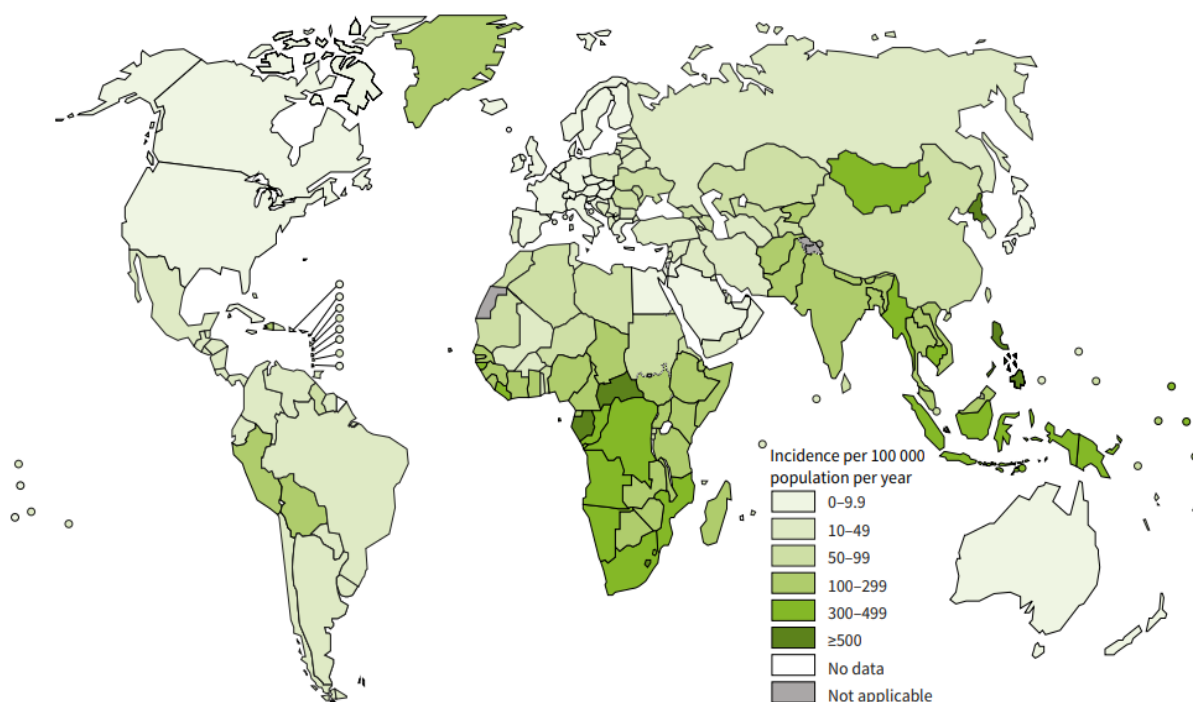 Incidence per 100 000
population per year
0–9.9
10–49
50–99
100–299
300–499
≥500
No data
Not applicable